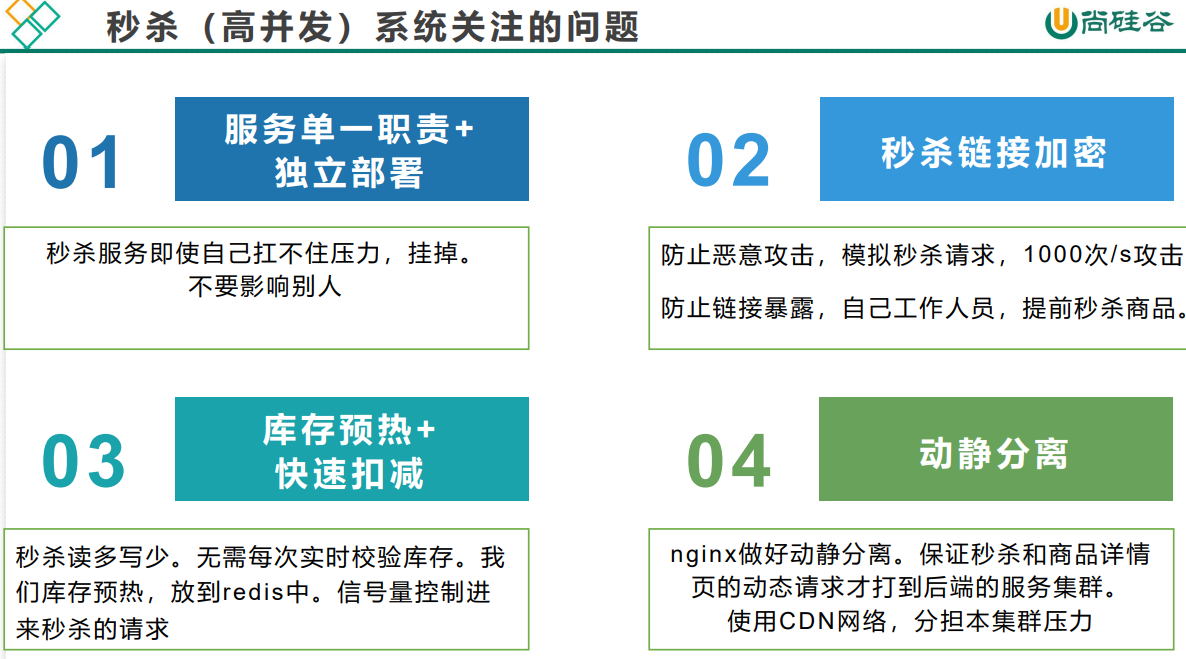 秒杀（高并发）系统关注的问题
尚硅谷
01
服务单一职责+
独立部署
秒杀服务即使自己扛不住压力，挂掉。
不要影响别人
02
秒杀链接加密
防止恶意攻击，模拟秒杀请求，1000次/s攻击
防止链接暴露，自己工作人员，提前秒杀商品。
03
库存预热+
快速扣减
秒杀读多写少。无需每次实时校验库存。我
们库存预热，放到redis中。信号量控制进
来秒杀的请求
04
动静分离
nginx做好动静分离。保证秒杀和商品详情
页的动态请求才打到后端的服务集群。
使用CDN网络，分担本集群压力